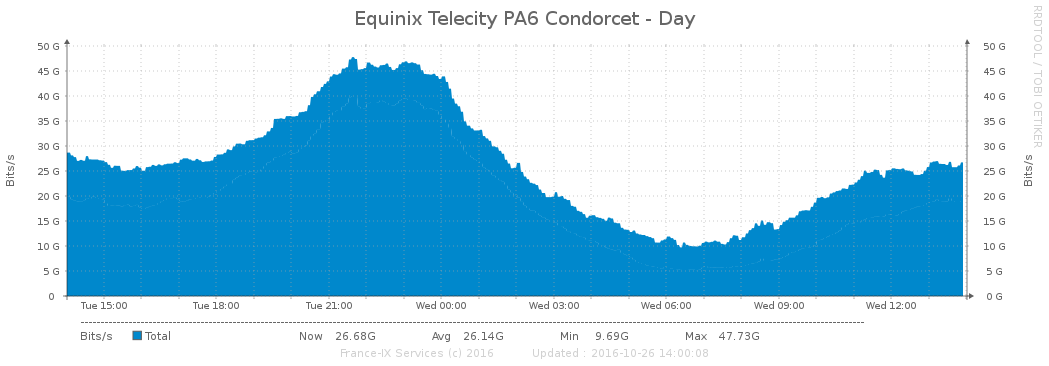 Equinix Telecity PA6 Condorcet - Day
RRDTOOL / TOBI OETIKER
50 G 50 G
45 G 45 G
40 G 40 G
35 G 35 G
30 G 30 G
25 G 25 G
20 G 20 G
15 G 15 G
10 G 10 G
5 G 5 G
0 0 G
Bits/s
Bits/s
Tue 15:00 Tue 18:00 Tue 21:00 Wed 00:00 Wed 03:00 Wed 06:00 Wed 09:00 Wed 12:00
Bits/s Total Now 26.68G Avg 26.14G Min 9.69G Max 47.73G
France-IX Services (c) 2016 Updated : 2016-10-26 14:00:08